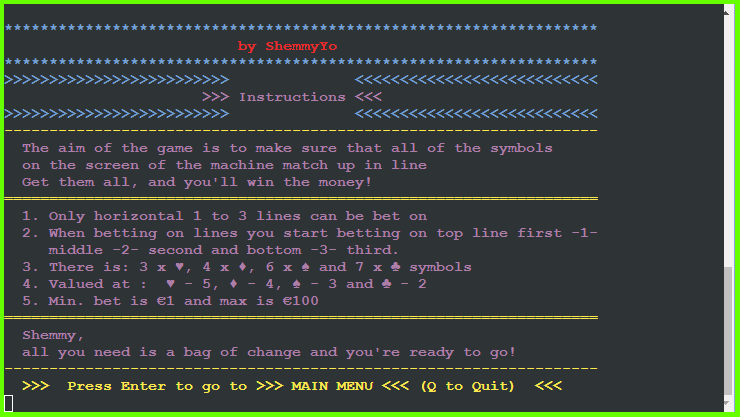 ******************************************************************
by ShemmyYo
******************************************************************
>>>>>>>>>>>>>>>>>>>>>>>>> <<<<<<<<<<<<<<<<<<<<<<<<<<<
>>> Instructions <<<
>>>>>>>>>>>>>>>>>>>>>>>>> <<<<<<<<<<<<<<<<<<<<<<<<<<<
------------------------------------------------------------------
The aim of the game is to make sure that all of the symbols
on the screen of the machine match up in line
Get them all, and you'll win the money!
==================================================================
1. Only horizontal 1 to 3 lines can be bet on
2. When betting on lines you start betting on top line first -1-
middle -2- second and bottom -3- third.
3. There is: 3 x ♥, 4 x ♦, 6 x ♠ and 7 x ♣ symbols
4. Valued at :  ♥ - 5, ♦ - 4, ♠ - 3 and ♣ - 2
5. Min. bet is €1 and max is €100
==================================================================
Shemmy,
all you need is a bag of change and you're ready to go!
------------------------------------------------------------------
>>>  Press Enter to go to >>> MAIN MENU <<< (Q to Quit)  <<<